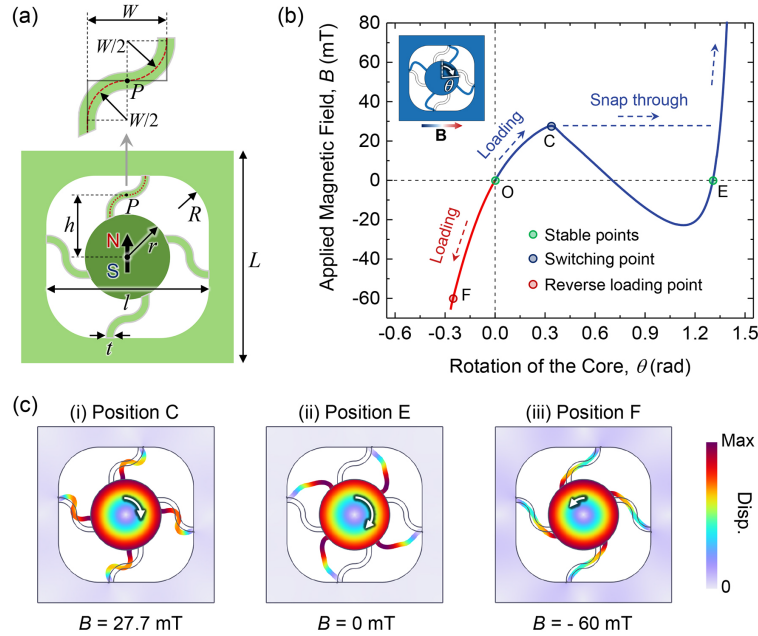 (a)
W
W/2
P
W/2
L
P
R
h
N
r
S
l
t
(b)
Applied Magnetic Field, B (mT)
80
60
40
20
0
-20
-40
-60
θ
B
Loading
C
Snap through
O
E
Loading
F
Stable points
Switching point
Reverse loading point
-0.6 -0.3 0.0 0.3 0.6 0.9 1.2 1.5
Rotation of the Core, θ (rad)
(c)
(i) Position C
(ii) Position E
(iii) Position F
Max
Disp.
0
B = 27.7 mT
B = 0 mT
B = - 60 mT